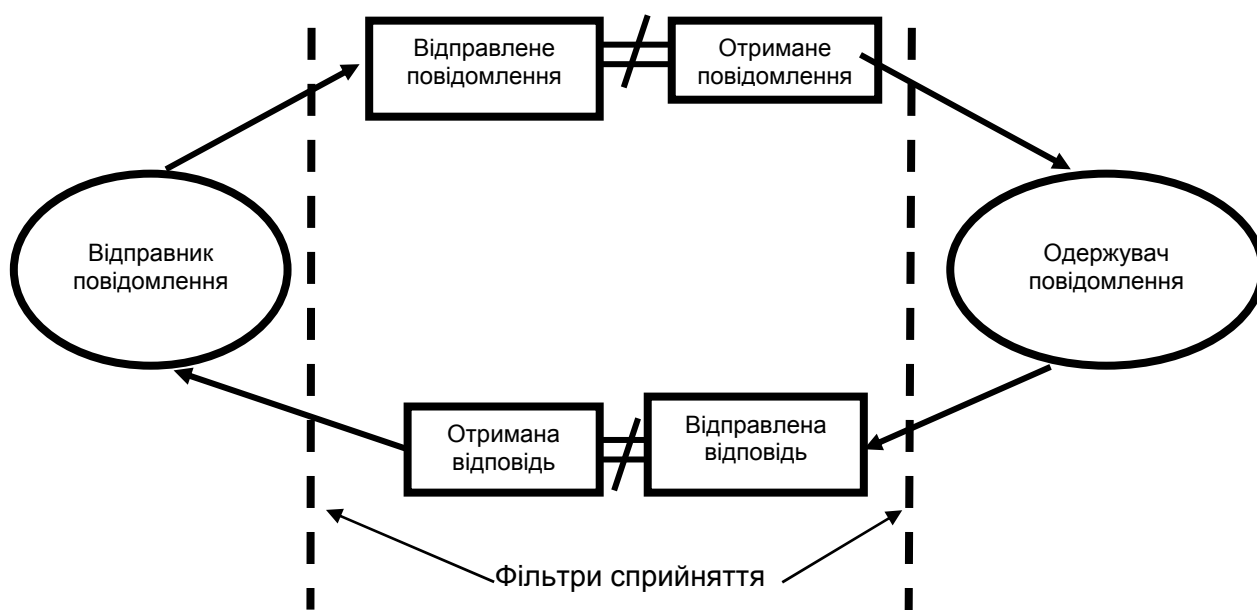 Відправлене
повідомлення
Отримане
повідомлення
Відправник
повідомлення
Одержувач
повідомлення
Отримана
відповідь
Відправлена
відповідь
Фільтри сприйняття